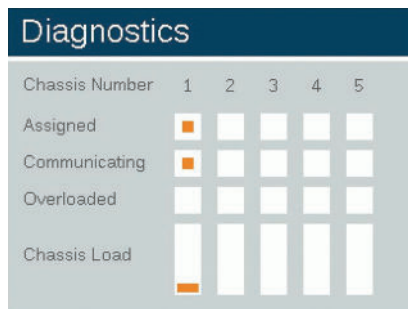 Diagnostics
Chassis Number 1 2 3 4 5
Assigned
Communicating
Overloaded
Chassis Load